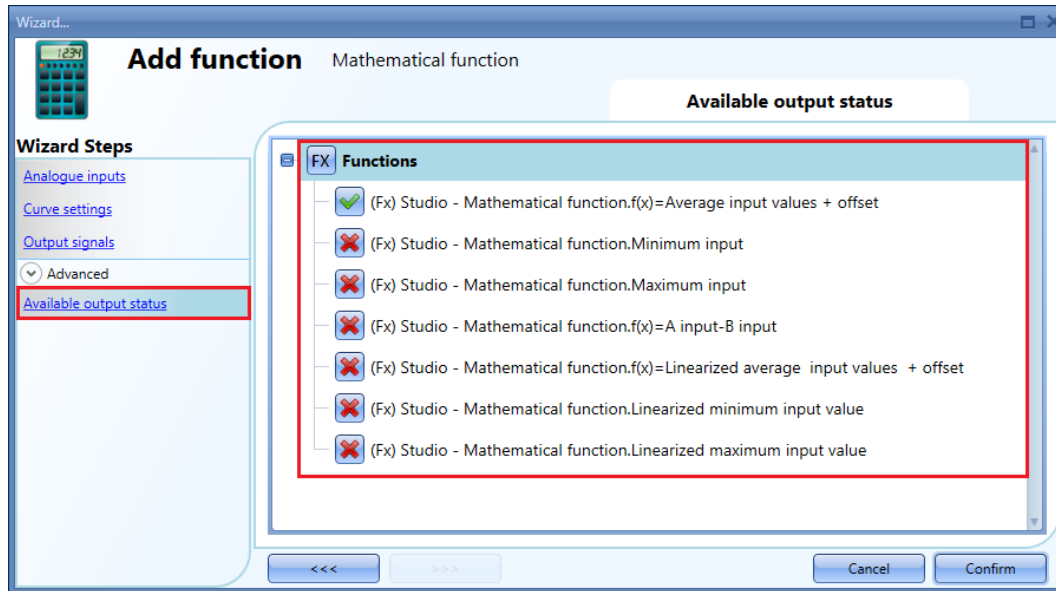 Wizard...
1234
Add function Mathematical function
Available output status
Wizard Steps
Analogue inputs
Curve settings
Output signals
Advanced
Available output status
FX Functions
(Fx) Studio - Mathematical function.f(x)=Average input values + offset
(Fx) Studio - Mathematical function.Minimum input
(Fx) Studio - Mathematical function.Maximum input
(Fx) Studio - Mathematical function.f(x)=A input-B input
(Fx) Studio - Mathematical function.f(x)=Linearized average  input values  + offset
(Fx) Studio - Mathematical function.Linearized minimum input value
(Fx) Studio - Mathematical function.Linearized maximum input value
<<< >>> Cancel Confirm